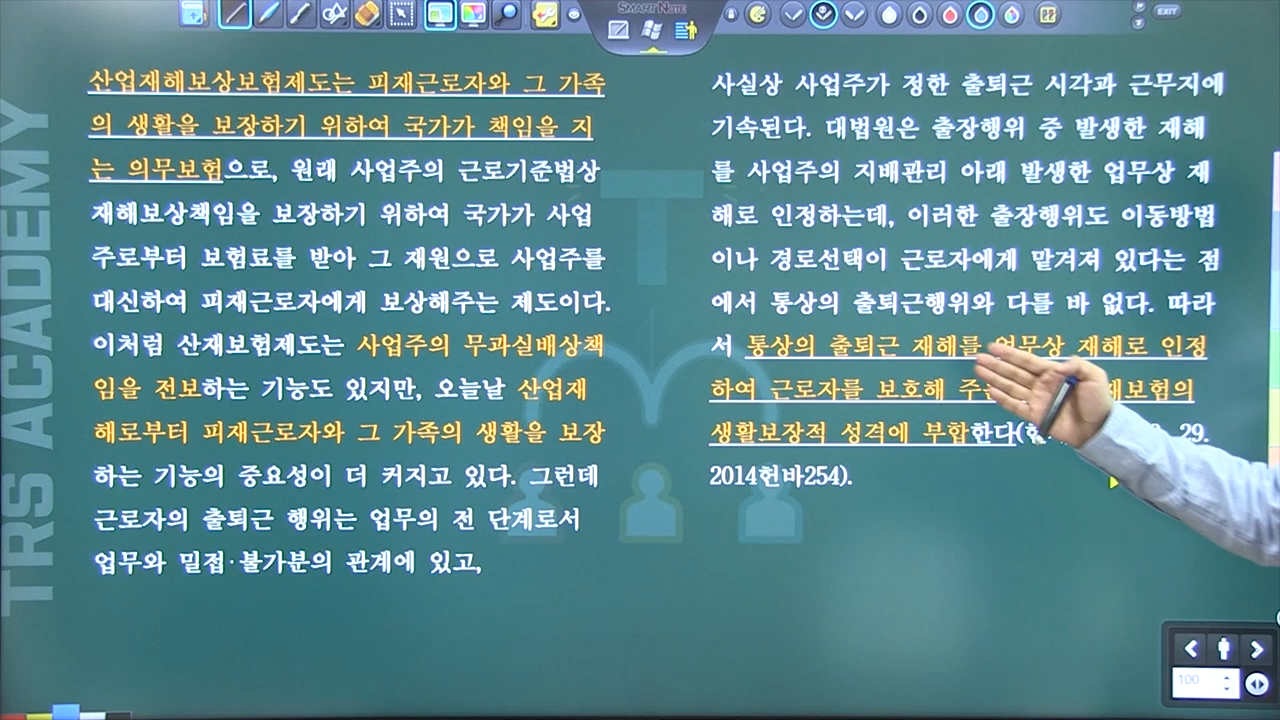 SMART NOTE
EXIT
TRS ACADEMY
산업재해보상보험제도는 피재근로자와 그 가족
의 생활을 보장하기 위하여 국가가 책임을 지
는 의무보험으로, 원래 사업주의 근로기준법상
재해보상책임을 보장하기 위하여 국가가 사업
주로부터 보험료를 받아 그 재원으로 사업주를
대신하여 피재근로자에게 보상해주는 제도이다.
이처럼 산재보험제도는 사업주의 무과실배상책
임을 전보하는 기능도 있지만, 오늘날 산업재
해로부터 피재근로자와 그 가족의 생활을 보장
하는 기능의 중요성이 더 커지고 있다. 그런데
근로자의 출퇴근 행위는 업무의 전 단계로서
업무와 밀접·불가분의 관계에 있고,
사실상 사업주가 정한 출퇴근 시각과 근무지에
기속된다. 대법원은 출장행위 중 발생한 재해
를 사업주의 지배관리 아래 발생한 업무상 재
해로 인정하는데, 이러한 출장행위도 이동방법
이나 경로선택이 근로자에게 맡겨져 있다는 점
에서 통상의 출퇴근행위와 다를 바 없다. 따라
서 통상의 출퇴근 재해를 업무상 재해로 인정
하여 근로자를 보호해 주는 재보험의
생활보장적 성격에 부합한다(헌 29.
2014헌바254).
100